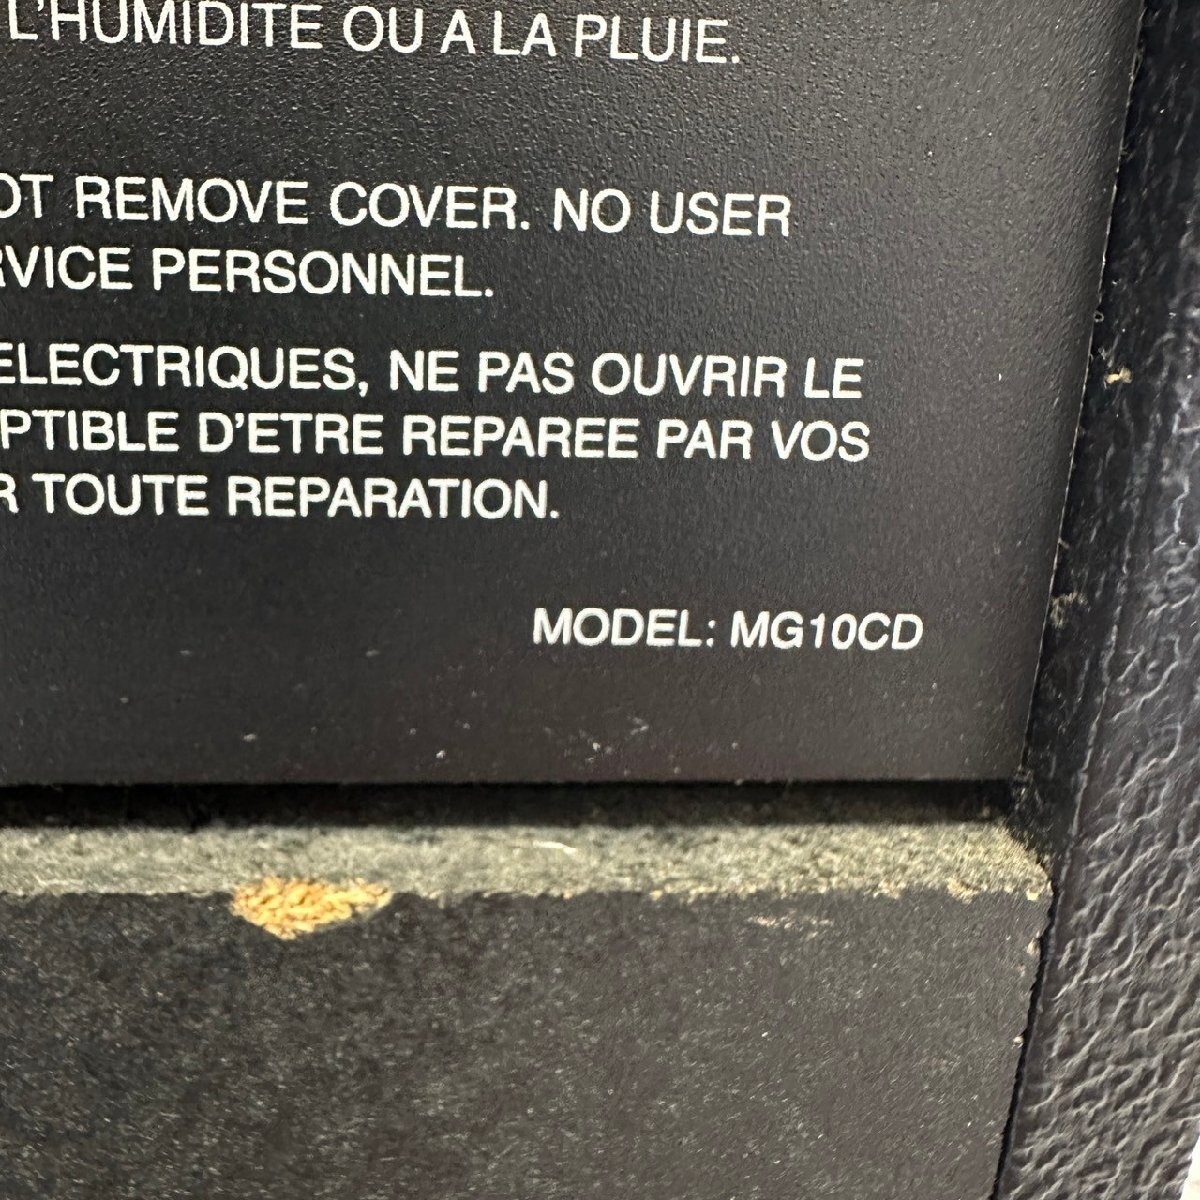 L'HUMIDITE OU A LA PLUIE.
OT REMOVE COVER. NO USER
RVICE PERSONNEL.
ELECTRIQUES, NE PAS OUVRIR LE
PTIBLE D'ETRE REPAREE PAR VOS
R TOUTE REPARATION.
MODEL: MG10CD